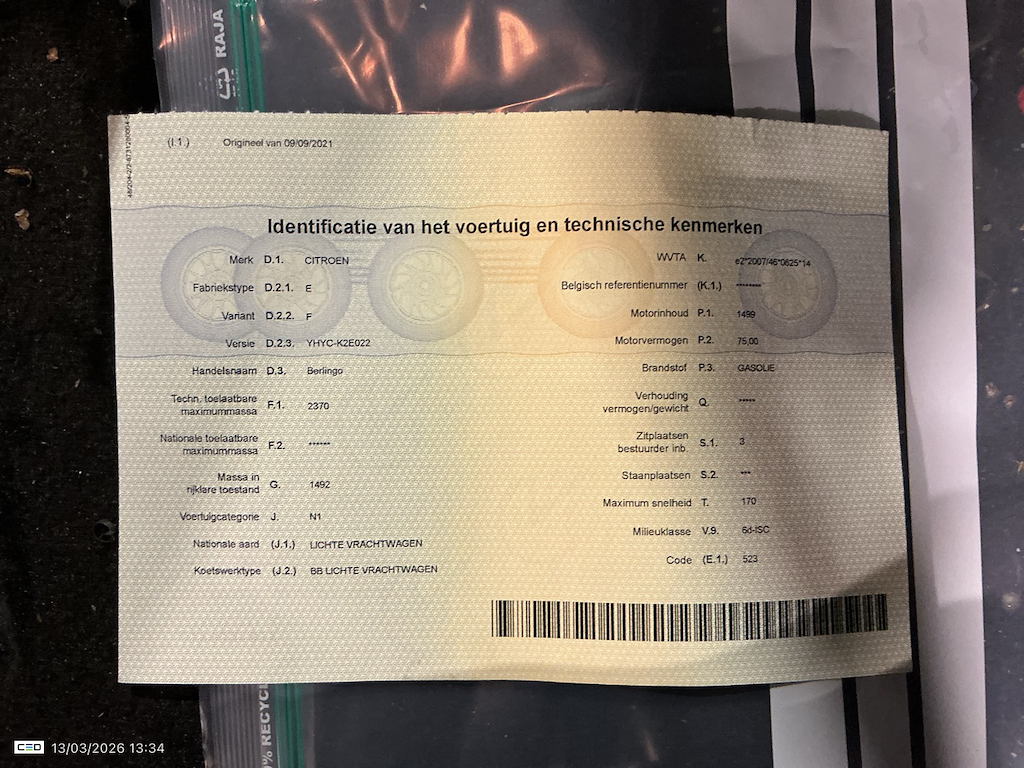 RAJA
(I.1.) Origineel van 09/09/2021
Identificatie van het voertuig en technische kenmerken
Merk D.1. CITROEN
Fabriekstype D.2.1. E
Variant D.2.2. F
Versie D.2.3. YHYC-K2E022
Handelsnaam D.3. Berlingo
Techn. toelaatbare
maximummassa F.1. 2370
Nationale toelaatbare
maximummassa F.2. ******
Massa in
rijklare toestand G. 1492
Voertuigcategorie J. N1
Nationale aard (J.1.) LICHTE VRACHTWAGEN
Koetswerktype (J.2.) BB LICHTE VRACHTWAGEN
WVTA K. e2*2007/46*0625*14
Belgisch referentienummer (K.1.) ********
Motorinhoud P.1. 1499
Motorvermogen P.2. 75,00
Brandstof P.3. GASOLIE
Verhouding
vermogen/gewicht Q. *****
Zitplaatsen
bestuurder inb. S.1. 3
Staanplaatsen S.2. ***
Maximum snelheid T. 170
Milieuklasse V.9. 6d-ISC
Code (E.1.) 523
% RECYCL
CEO 13/03/2026 13:34